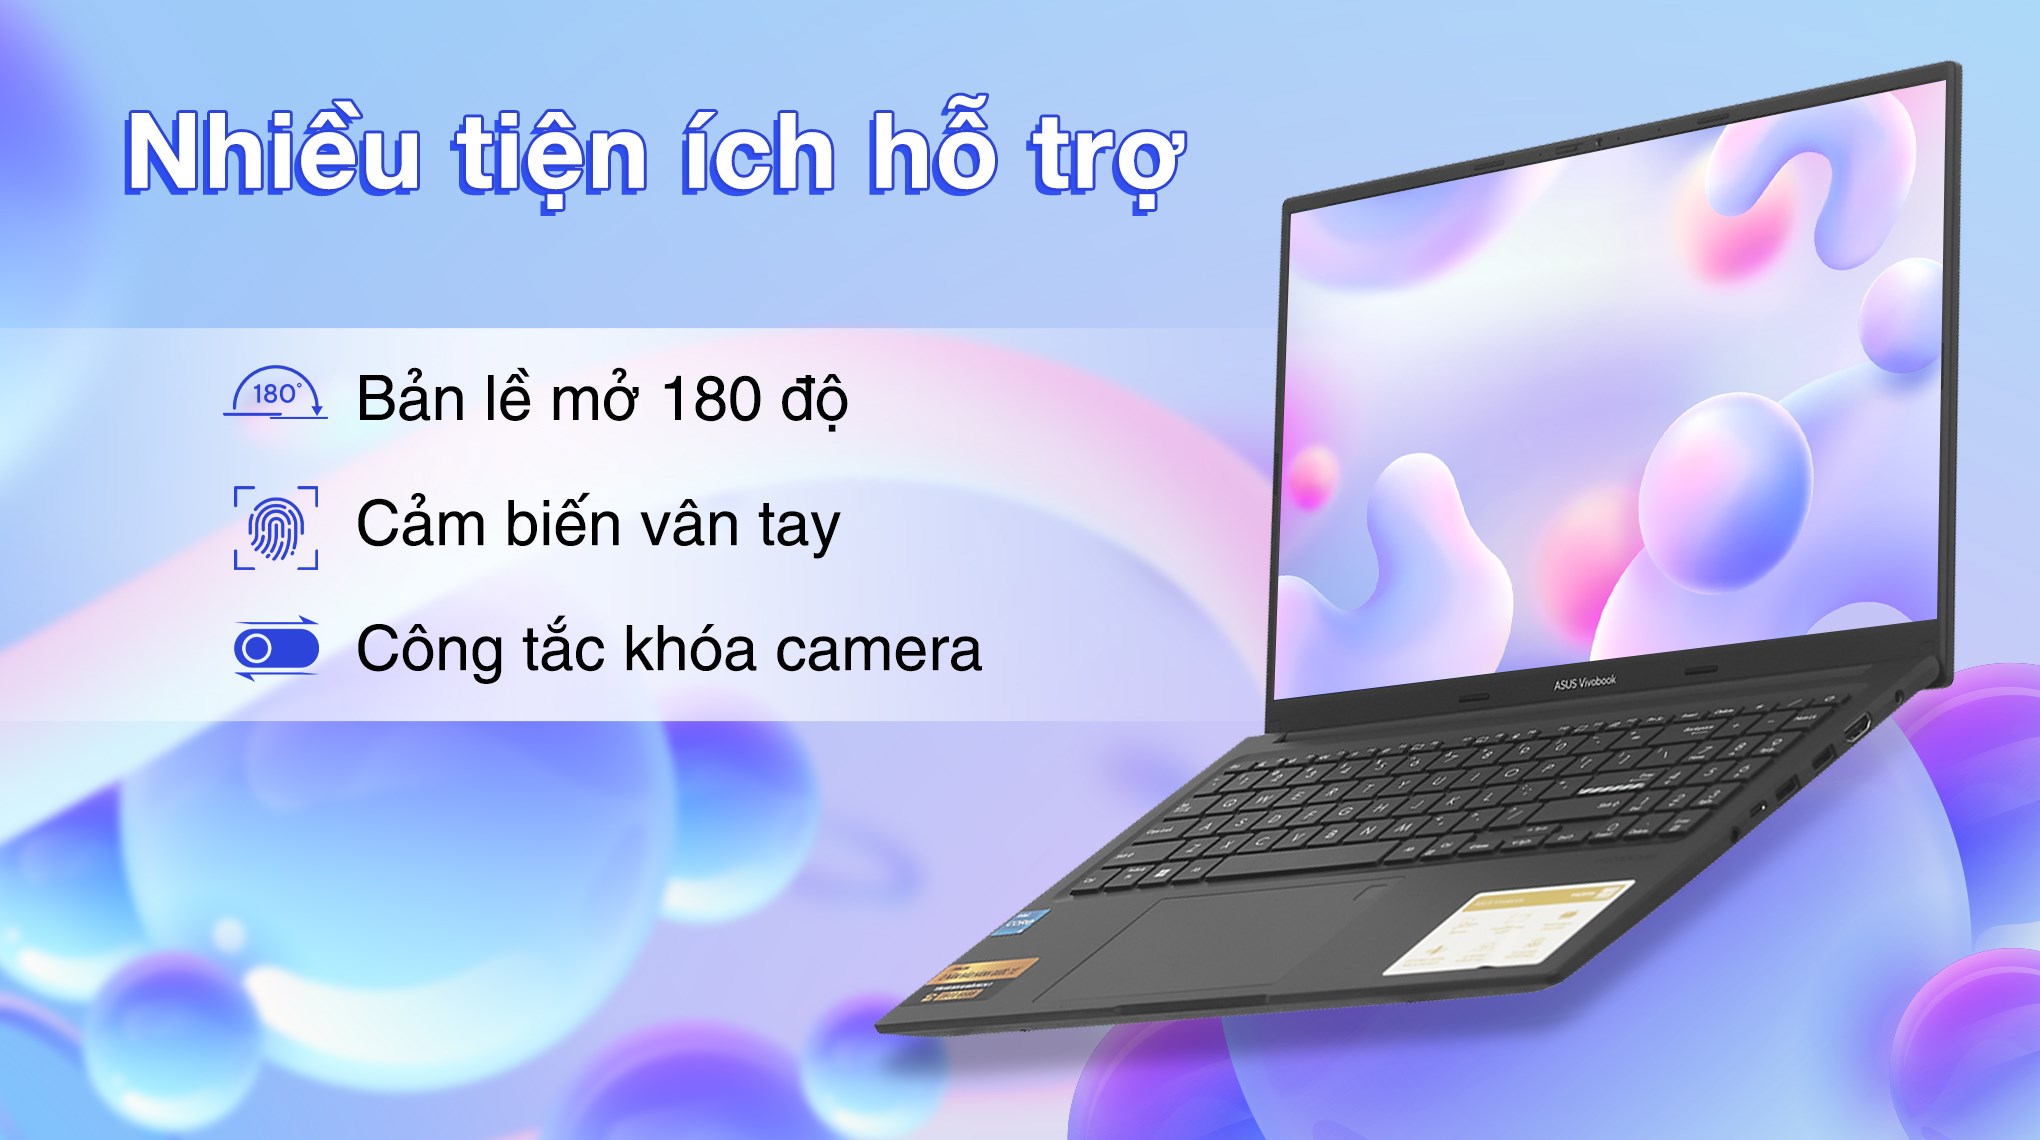 Nhiều tiện ích hỗ trợ
180°
Bản lề mở 180 độ
Cảm biến vân tay
Công tắc khóa camera
ASUS Vivobook
Q W E R T Y U I O P
A S D F G H J K L
Z X C V B N M
CORE